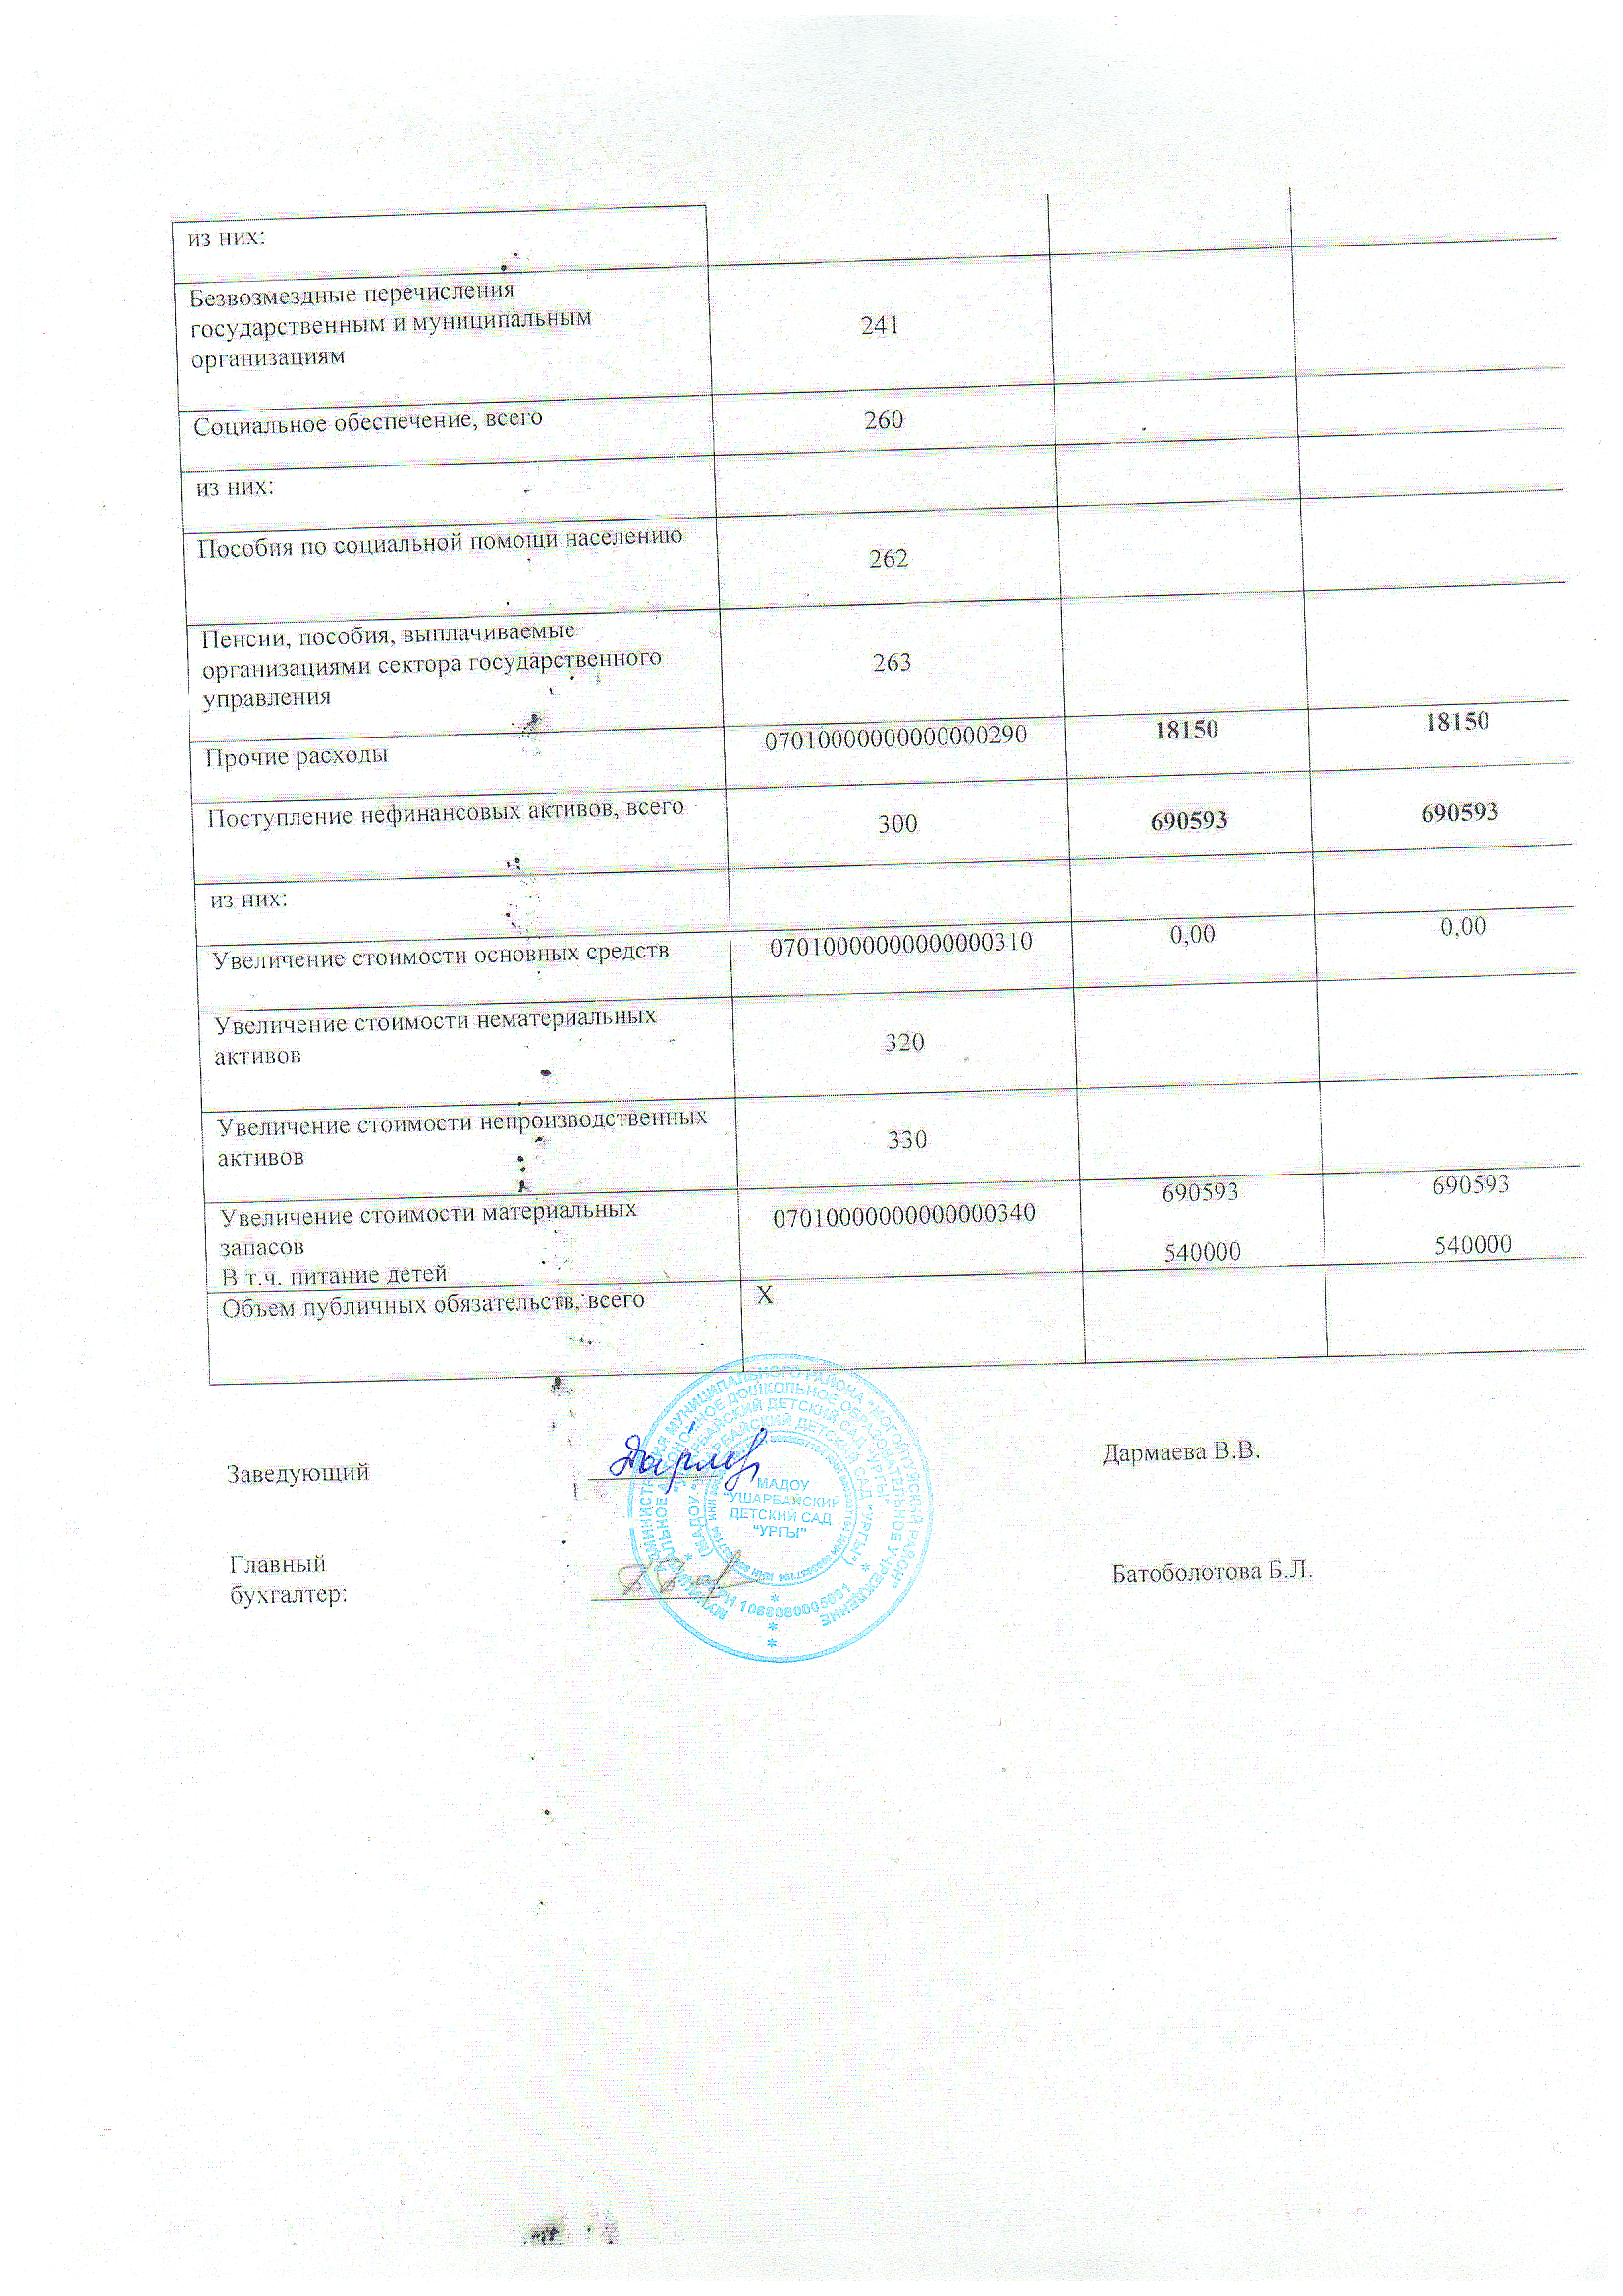 из них:
Безвозмездные перечисления
государственным и муниципальным
организациям
241
Социальное обеспечение, всего
260
из них:
Пособия по социальной помощи населению
262
Пенсии, пособия, выплачиваемые
организациями сектора государственного
управления
263
Прочие расходы 07010000000000000290 18150 18150
Поступление нефинансовых активов, всего 300 690593 690593
из них:
Увеличение стоимости основных средств 07010000000000000310 0,00 0,00
Увеличение стоимости нематериальных
активов
320
Увеличение стоимости непроизводственных
активов
330
Увеличение стоимости материальных 07010000000000000340 690593 690593
запасов
В т.ч. питание детей 540000 540000
Объем публичных обязательств, всего X
Заведующий Дармаева В.В.
МАДОУ
"УШАРБАЙСКИЙ
ДЕТСКИЙ САД
"УРГЫ"
Главный
бухгалтер: Батоболотова Б.Л.